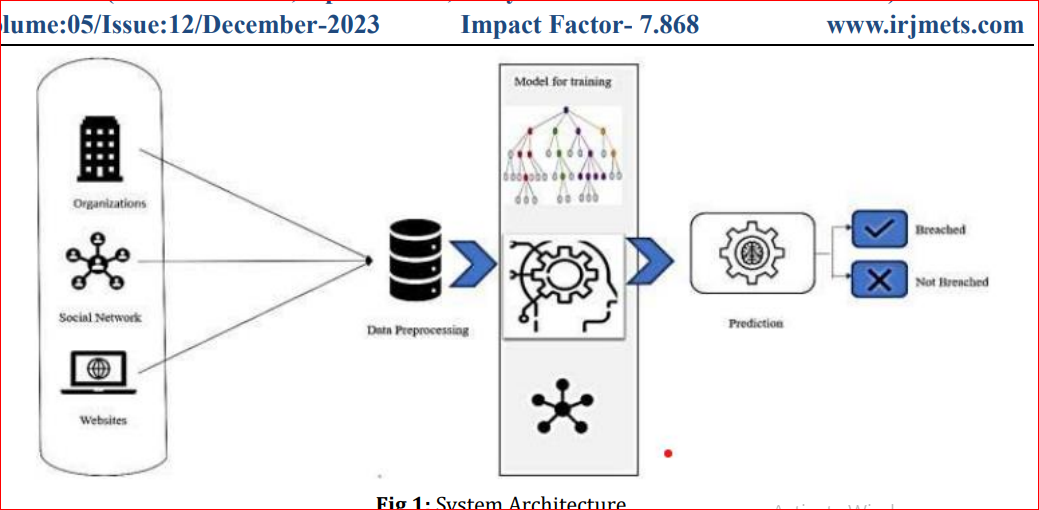 lume:05/Issue:12/December-2023 Impact Factor- 7.868 www.irjmets.com
Model for training
Organizations
Social Network
Websites
Data Preprocessing
Prediction
Breached
Not Breached
Fig 1: System Architecture